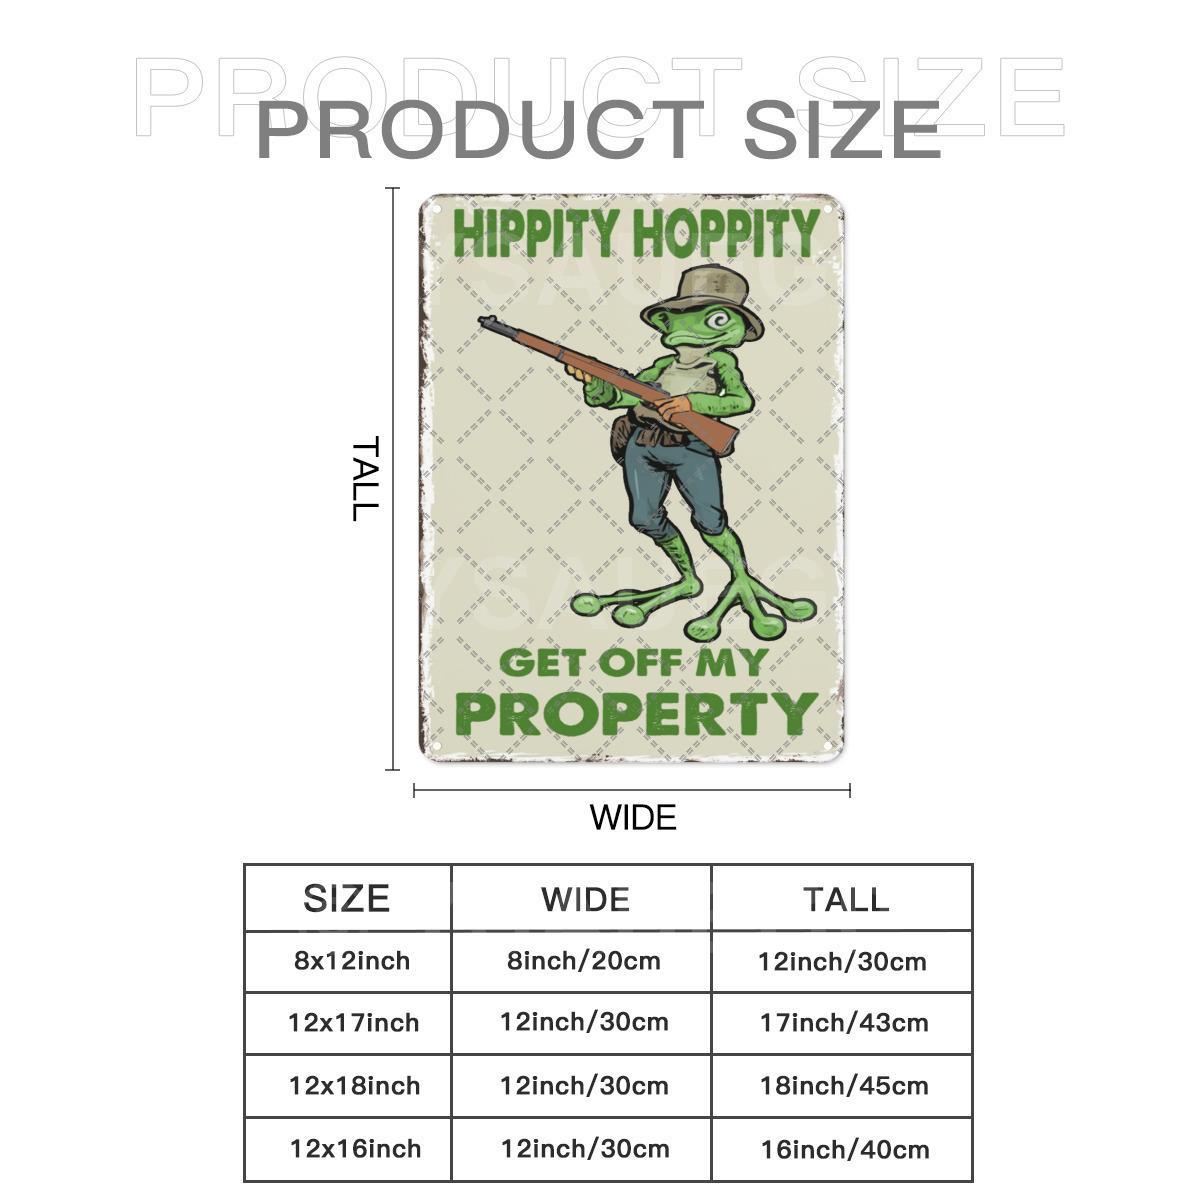 PRODUCT SIZE
PRODUCT SIZE
HIPPITY HOPPITY
GET OFF MY
PROPERTY
TALL
WIDE
SIZE WIDE TALL
8x12inch 8inch/20cm 12inch/30cm
12x17inch 12inch/30cm 17inch/43cm
12x18inch 12inch/30cm 18inch/45cm
12x16inch 12inch/30cm 16inch/40cm